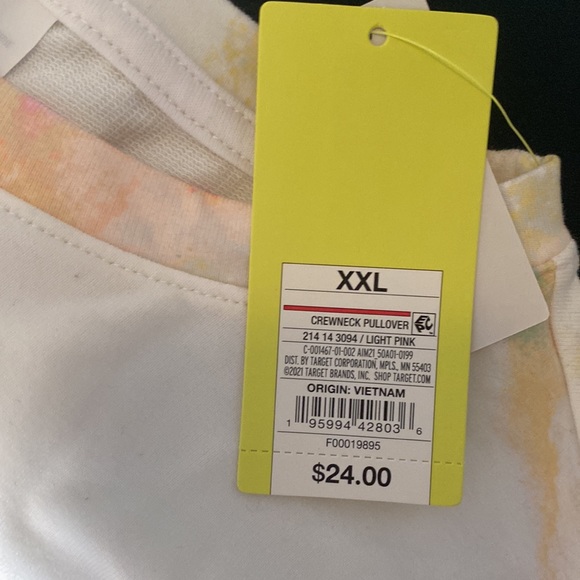 XXL
CREWNECK PULLOVER
214 14 3094 / LIGHT PINK
C-001467-01-002 AIM21 50A01-0199
DIST. BY TARGET CORPORATION, MPLS., MN 55403
©2021 TARGET BRANDS, INC. SHOP TARGET.COM
ORIGIN: VIETNAM
1 95994 42803 6
F00019895
$24.00